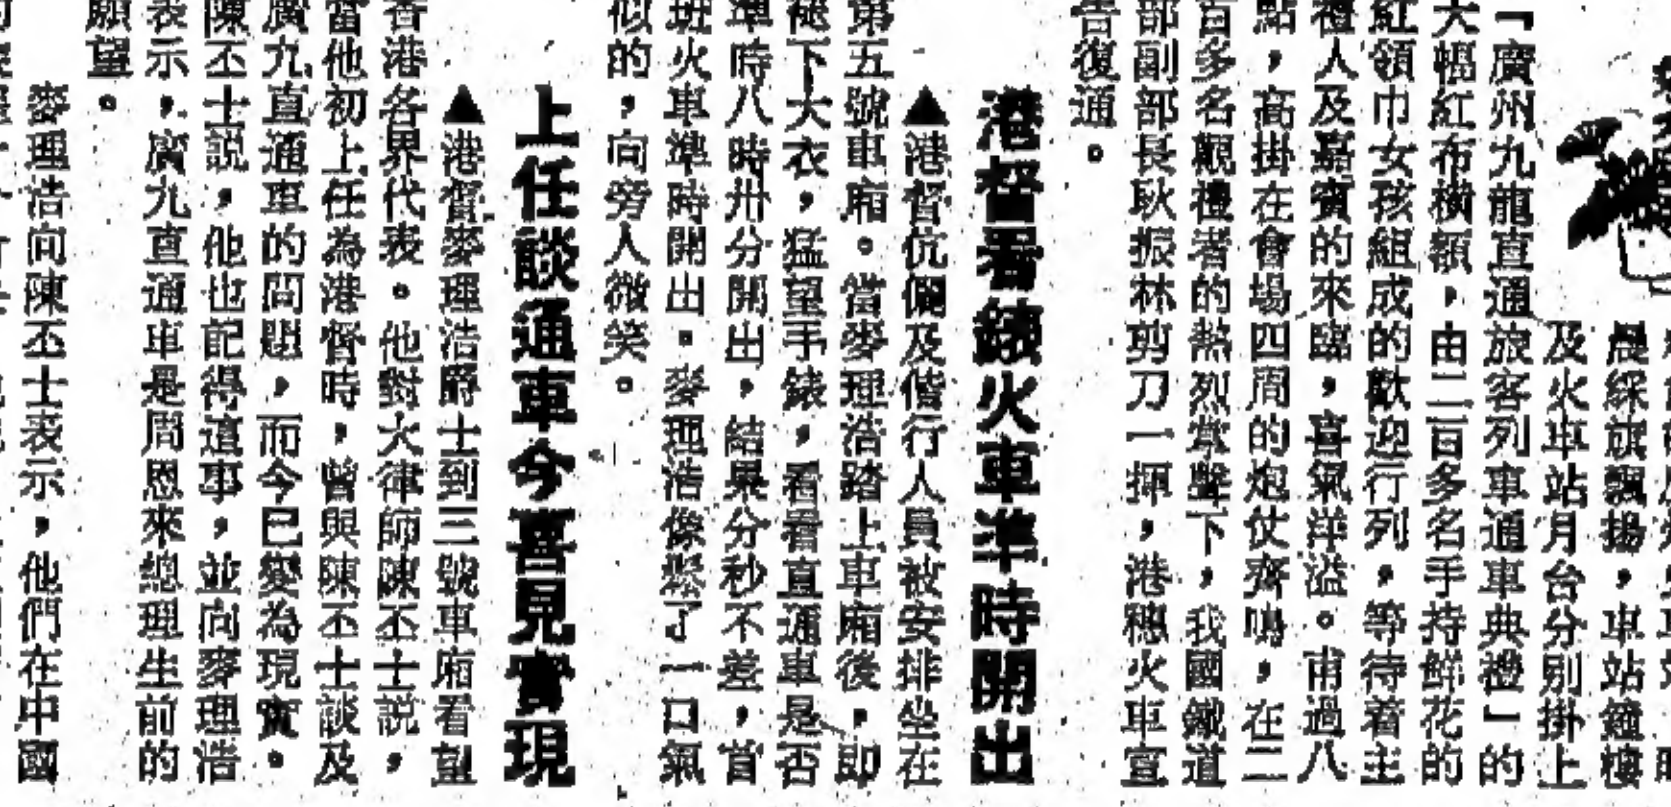 晨綵旗飄揚，車站鐘樓
及火車站月台分別掛上
「廣州九龍直通旅客列車通車典禮」的
大幅紅布橫額，由二百多名手持鮮花的
紅領巾女孩組成的歡迎行列，等待着主
禮人及嘉賓的來臨，喜氣洋溢。甫過八
點，高掛在會場四周的炮仗齊鳴，在二
百多名觀禮者的熱烈掌聲下，我國鐵道
部副部長耿振林剪刀一揮，港穗火車宣
告復通。
港督看錶火車準時開出
▲港督伉儷及偕行人員被安排坐在
第五號車廂。當麥理浩踏上車廂後，即
褪下大衣，猛望手錶，看看直通車是否
準時八時卅分開出，結果分秒不差，首
班火車準時開出。麥理浩像鬆了一口氣
似的，向旁人微笑。
上任談通車今喜見實現
▲港督麥理浩爵士到三號車廂看望
香港各界代表。他對大律師陳丕士説，
當他初上任為港督時，曾與陳丕士談及
廣九直通車的問題，而今已變為現實。
陳丕士説，他也記得這事，並向麥理浩
表示，廣九直通車是周恩來總理生前的
願望。
麥理浩向陳丕士表示，他們在中國